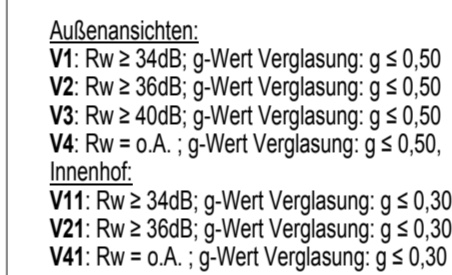 Außenansichten:
V1: Rw ≥ 34dB; g-Wert Verglasung: g ≤ 0,50
V2: Rw ≥ 36dB; g-Wert Verglasung: g ≤ 0,50
V3: Rw ≥ 40dB; g-Wert Verglasung: g ≤ 0,50
V4: Rw = o.A. ; g-Wert Verglasung: g ≤ 0,50,
Innenhof:
V11: Rw ≥ 34dB; g-Wert Verglasung: g ≤ 0,30
V21: Rw ≥ 36dB; g-Wert Verglasung: g ≤ 0,30
V41: Rw = o.A. ; g-Wert Verglasung: g ≤ 0,30